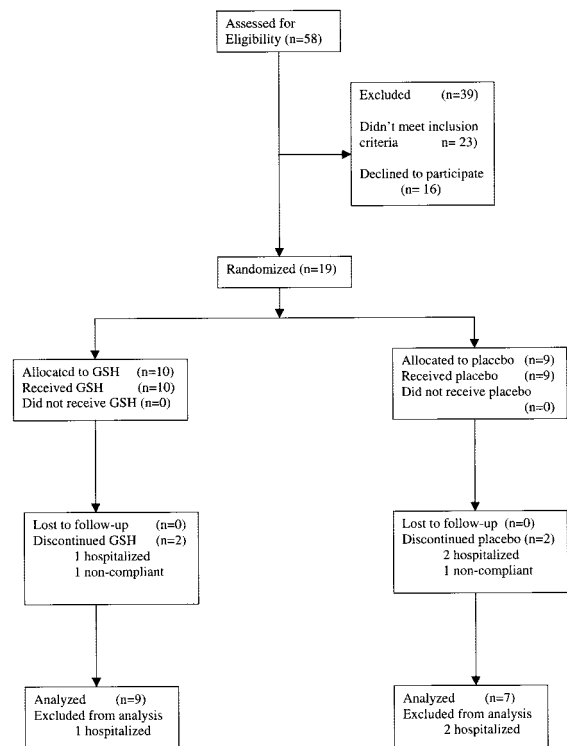 Assessed for
Eligibility (n=58)
Excluded (n=39)
Didn't meet inclusion
criteria n= 23)
Declined to participate
(n= 16)
Randomized (n=19)
Allocated to GSH (n=10)
Received GSH (n=10)
Did not receive GSH (n=0)
Allocated to placebo (n=9)
Received placebo (n=9)
Did not receive placebo
(n=0)
Lost to follow-up (n=0)
Discontinued GSH (n=2)
1 hospitalized
1 non-compliant
Lost to follow-up (n=0)
Discontinued placebo (n=2)
2 hospitalized
1 non-compliant
Analyzed (n=9)
Excluded from analysis
1 hospitalized
Analyzed (n=7)
Excluded from analysis
2 hospitalized